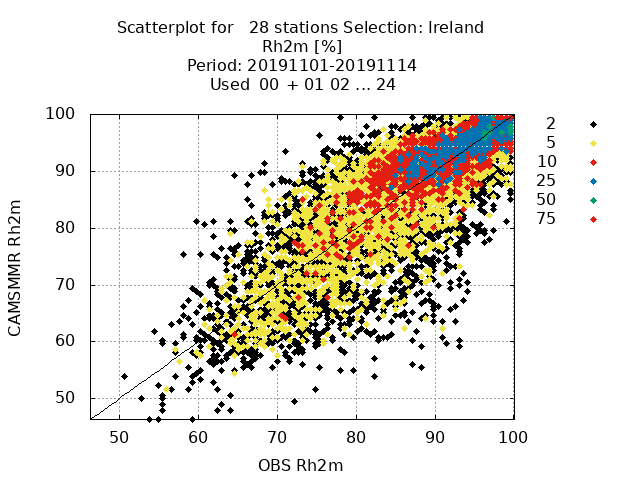 Scatterplot for 28 stations Selection: Ireland
Rh2m [%]
Period: 20191101-20191114
Used 00 + 01 02 ... 24
CAMSMMR Rh2m
100
90
80
70
60
50
50 60 70 80 90 100
OBS Rh2m
2
5
10
25
50
75